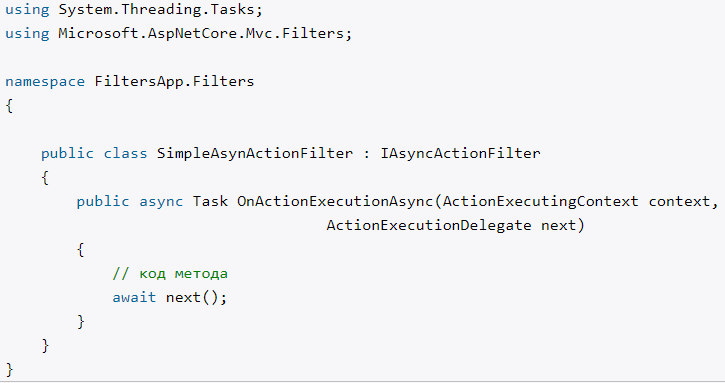 using System.Threading.Tasks;
using Microsoft.AspNetCore.Mvc.Filters;
namespace FiltersApp.Filters
{
public class SimpleAsynActionFilter : IAsyncActionFilter
{
public async Task OnActionExecutionAsync(ActionExecutingContext context,
ActionExecutionDelegate next)
{
// код метода
await next();
}
}
}